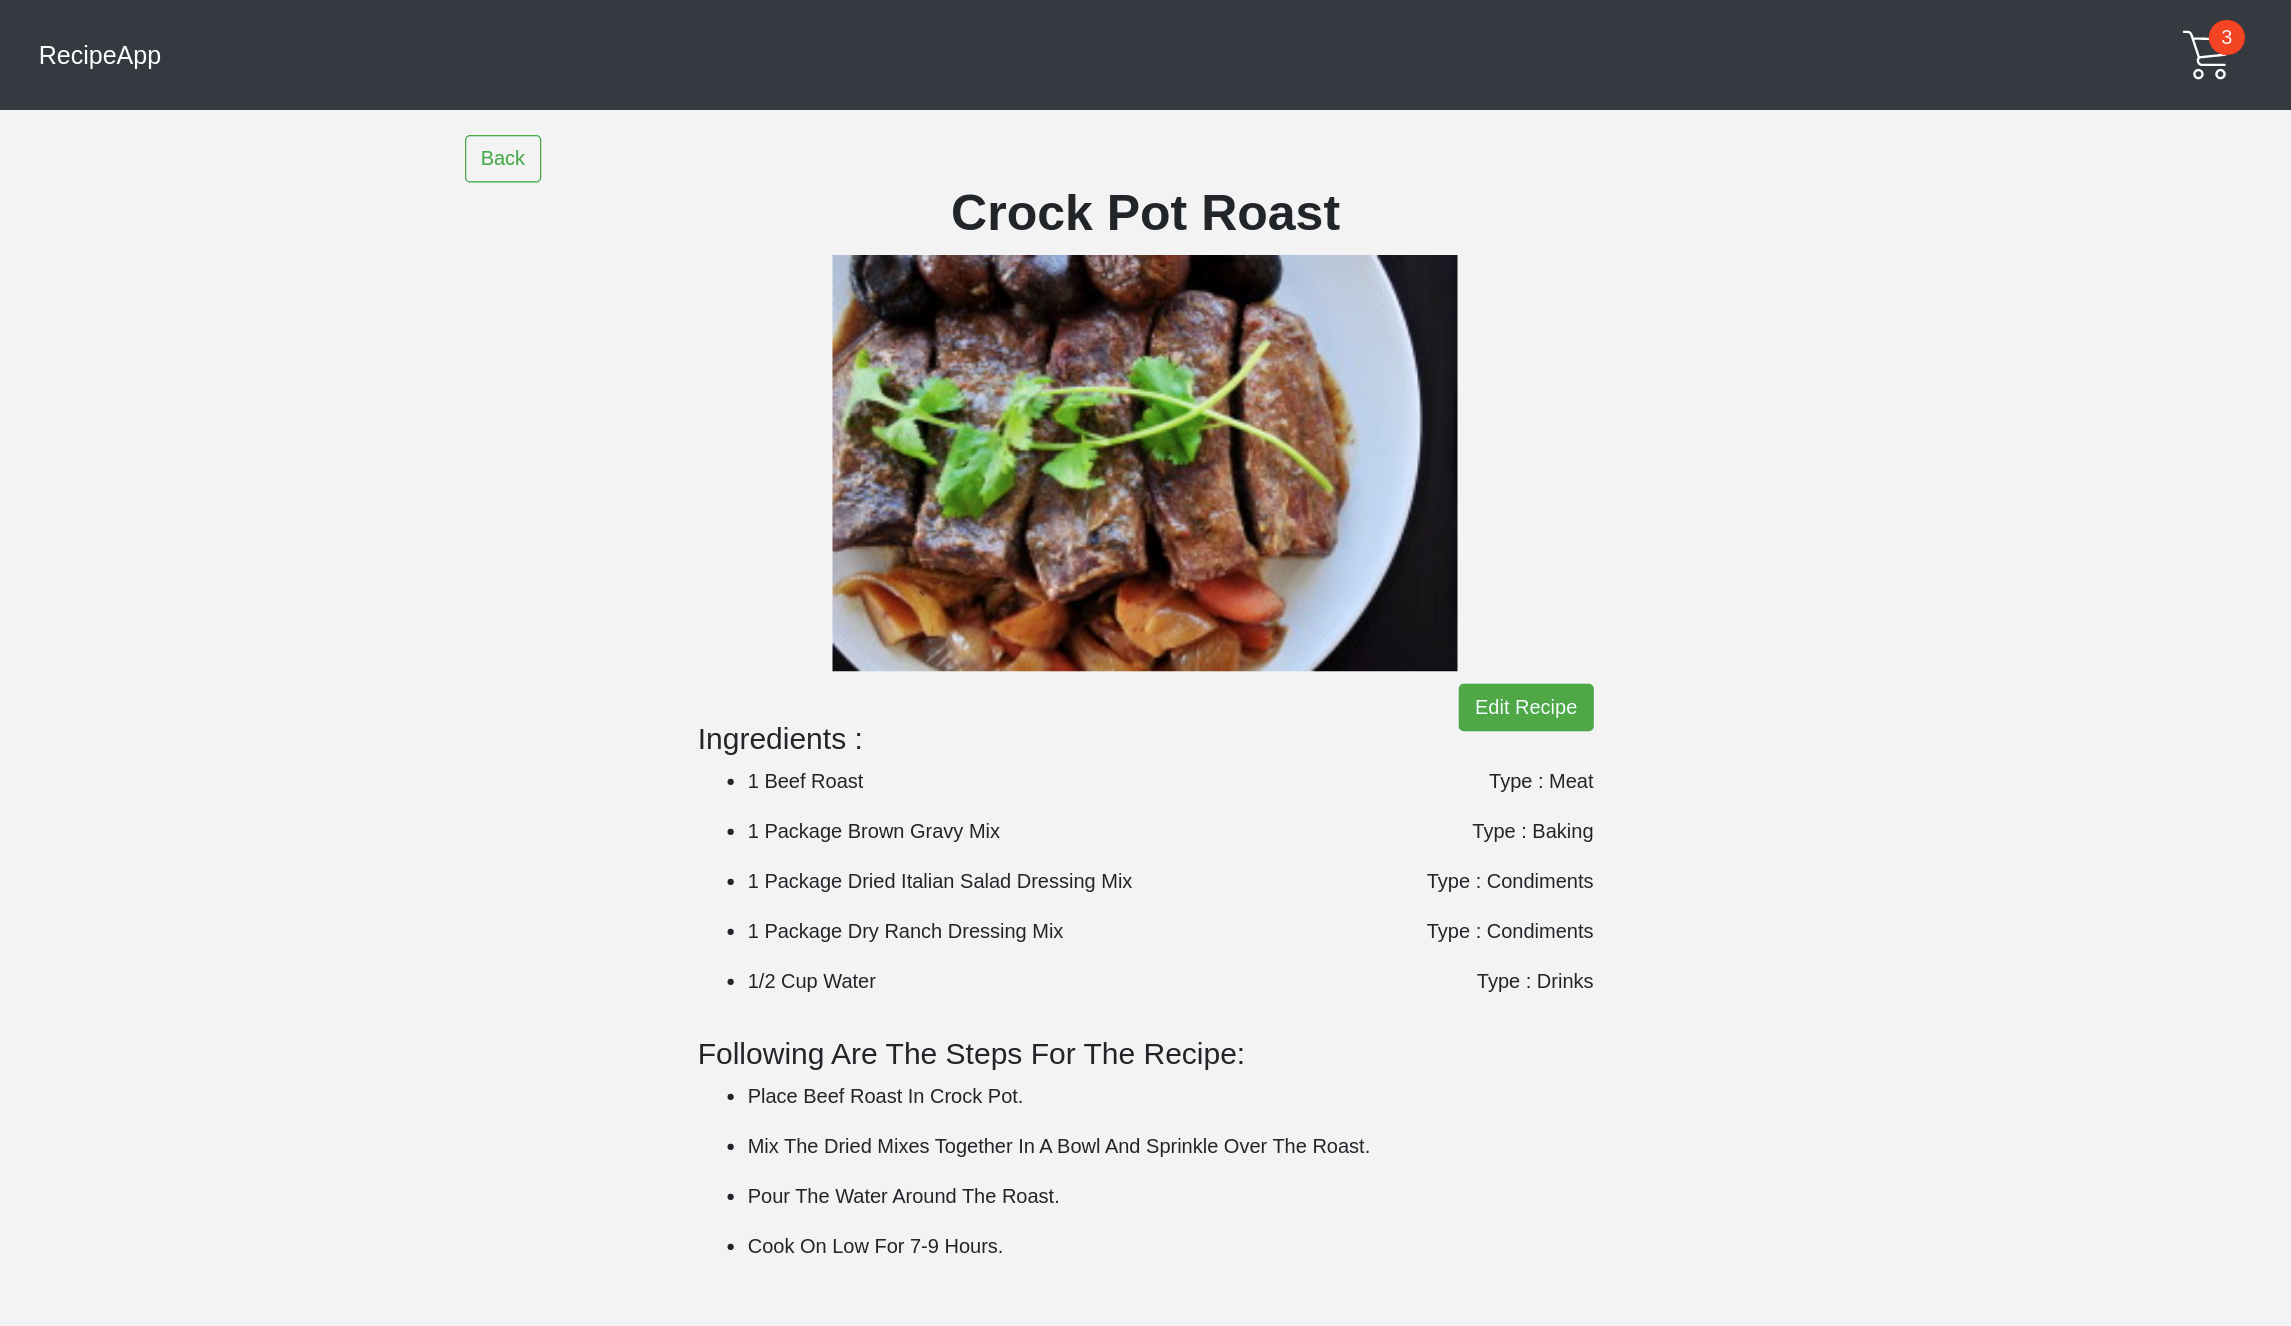 RecipeApp
3
Back
Crock Pot Roast
Edit Recipe
Ingredients :
1 Beef Roast Type : Meat
1 Package Brown Gravy Mix Type : Baking
1 Package Dried Italian Salad Dressing Mix Type : Condiments
1 Package Dry Ranch Dressing Mix Type : Condiments
1/2 Cup Water Type : Drinks
Following Are The Steps For The Recipe:
Place Beef Roast In Crock Pot.
Mix The Dried Mixes Together In A Bowl And Sprinkle Over The Roast.
Pour The Water Around The Roast.
Cook On Low For 7-9 Hours.